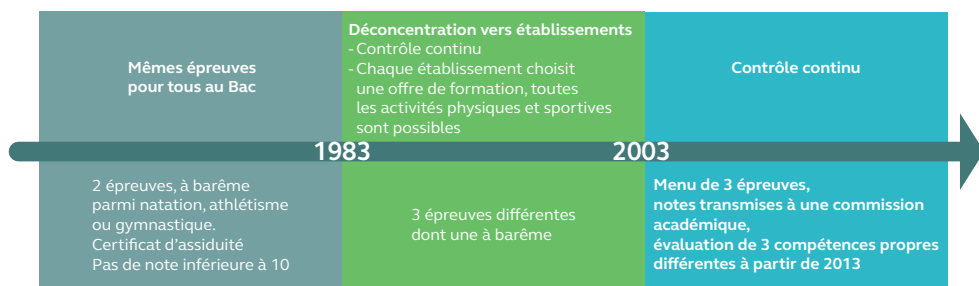 Mêmes épreuves
pour tous au Bac
Déconcentration vers établissements
- Contrôle continu
- Chaque établissement choisit
une offre de formation, toutes
les activités physiques et sportives
sont possibles
Contrôle continu
1983
2003
2 épreuves, à barême
parmi natation, athlétisme
ou gymnastique.
Certificat d'assiduité
Pas de note inférieure à 10
3 épreuves différentes
dont une à barême
Menu de 3 épreuves,
notes transmises à une commission
académique,
évaluation de 3 compétences propres
différentes à partir de 2013